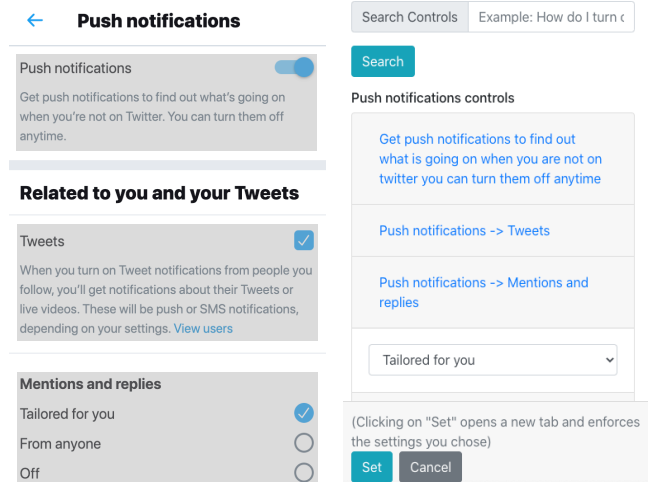 Push notifications
Push notifications
Get push notifications to find out what's going on
when you're not on Twitter. You can turn them off
anytime.
Related to you and your Tweets
Tweets
When you turn on Tweet notifications from people you
follow, you'll get notifications about their Tweets or
live videos. These will be push or SMS notifications,
depending on your settings. View users
Mentions and replies
Tailored for you
From anyone
Off
Search Controls Example: How do I turn
Search
Push notifications controls
Get push notifications to find out
what is going on when you are not on
twitter you can turn them off anytime
Push notifications -> Tweets
Push notifications -> Mentions and
replies
Tailored for you
(Clicking on "Set" opens a new tab and enforces
the settings you chose)
Set Cancel